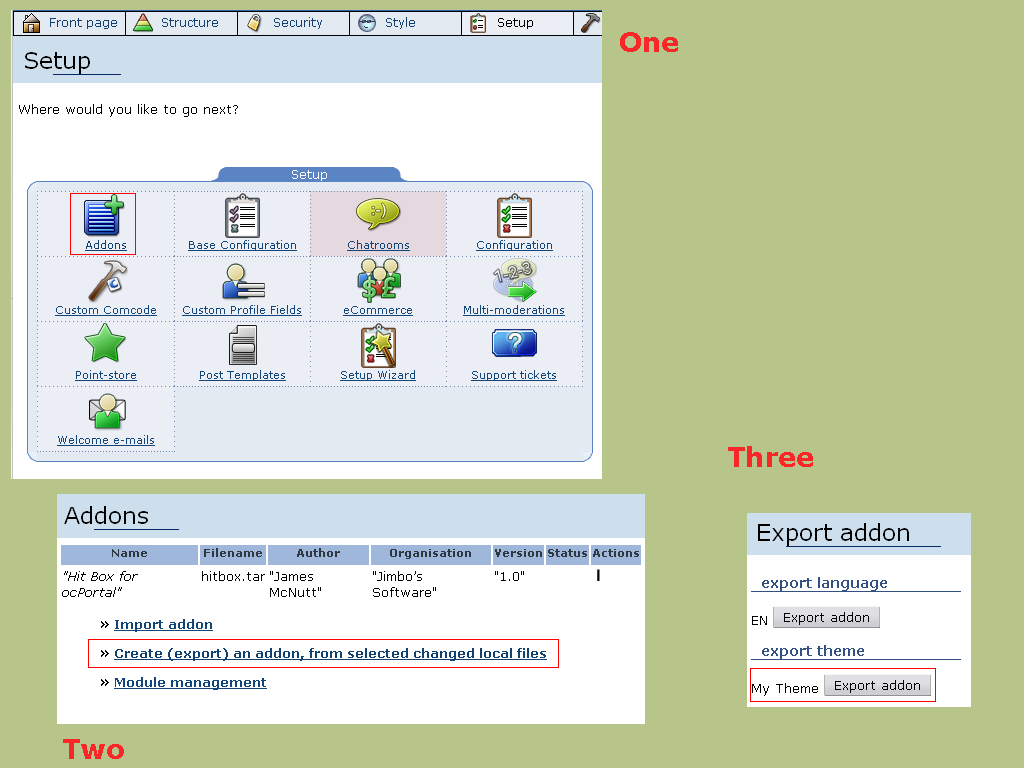 Front page Structure Security Style Setup
One
Setup
Where would you like to go next?
Setup
Addons Base Configuration Chatrooms Configuration
Custom Comcode Custom Profile Fields eCommerce Multi-moderations
Point-store Post Templates Setup Wizard Support tickets
Welcome e-mails
Addons
Name Filename Author Organisation Version Status Actions
"Hit Box for hitbox.tar "James "Jimbo's "1.0" I
ocPortal" McNutt" Software"
» Import addon
» Create (export) an addon, from selected changed local files
» Module management
Two
Three
Export addon
export language
EN Export addon
export theme
My Theme Export addon